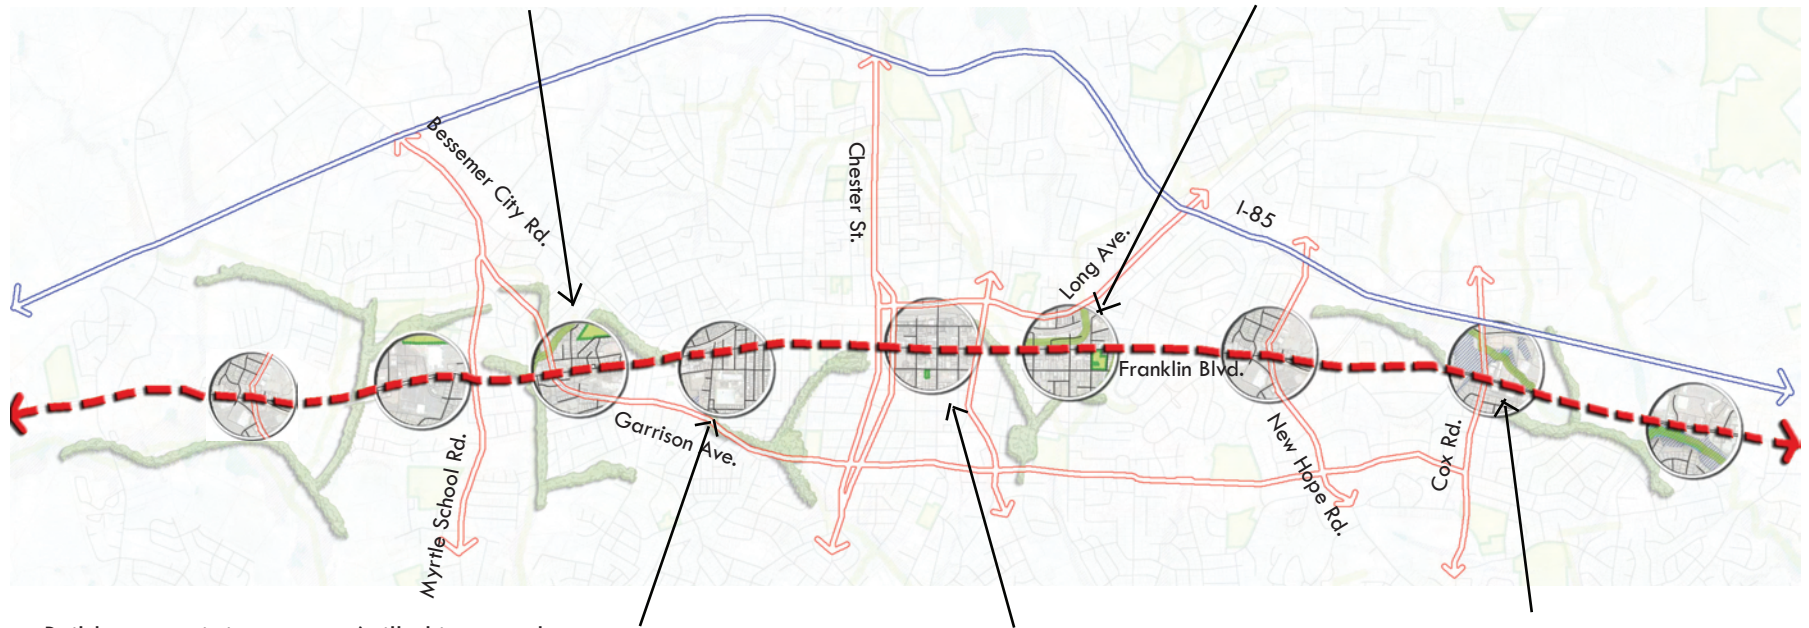 Bessemer City Rd.
Chester St.
I-85
Long Ave.
Franklin Blvd.
Garrison Ave.
New Hope Rd.
Cox Rd.
Myrtle School Rd.